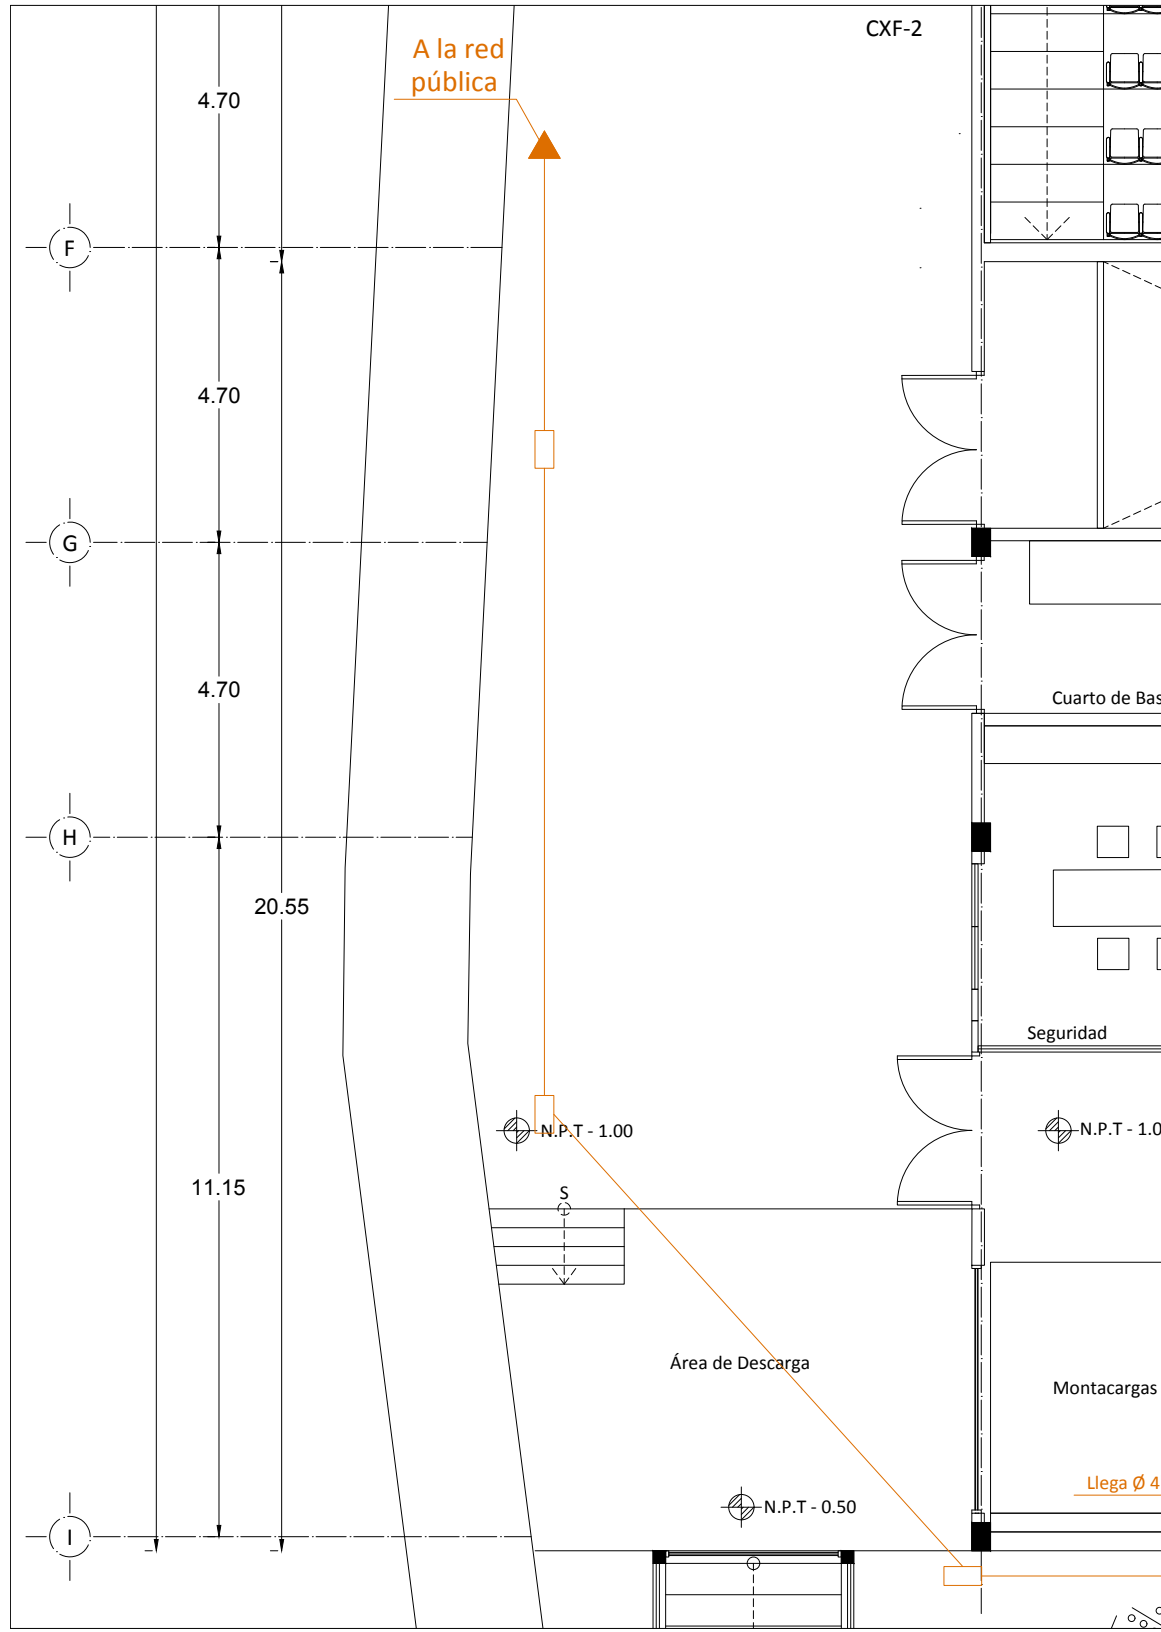 CXF-2
A la red
pública
4.70
F
4.70
G
4.70
Cuarto de Bas
H
20.55
Seguridad
N.P.T - 1.00
N.P.T - 1.0
11.15
S
Área de Descarga
Montacargas
Llega Ø 4
N.P.T - 0.50
I